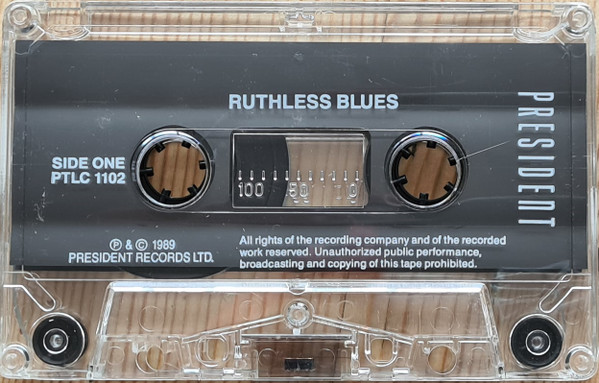 RUTHLESS BLUES
PRESIDENT
SIDE ONE
PTLC 1102
100 50 0
℗ & © 1989
PRESIDENT RECORDS LTD.
All rights of the recording company and of the recorded
work reserved. Unauthorized public performance,
broadcasting and copying of this tape prohibited.